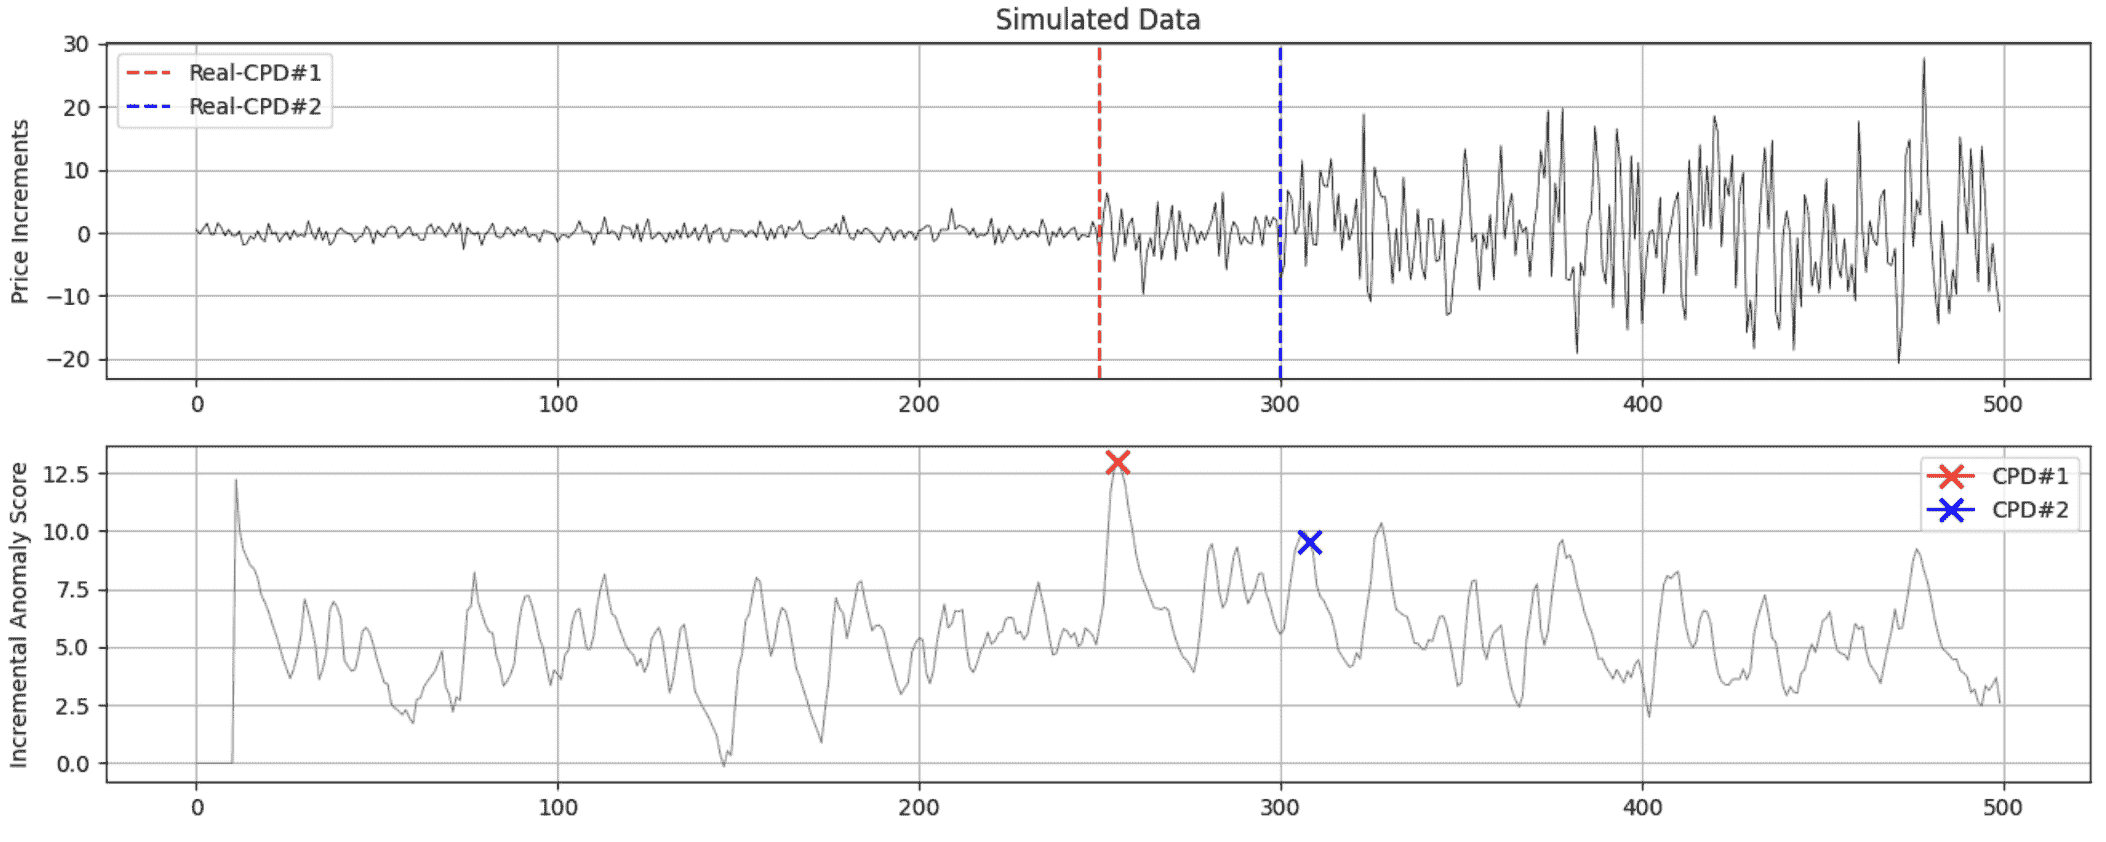 Simulated Data
Price Increments
30
20
10
0
−10
−20
Real-CPD#1
Real-CPD#2
0 100 200 300 400 500
Incremental Anomaly Score
12.5
10.0
7.5
5.0
2.5
0.0
CPD#1
CPD#2
0 100 200 300 400 500